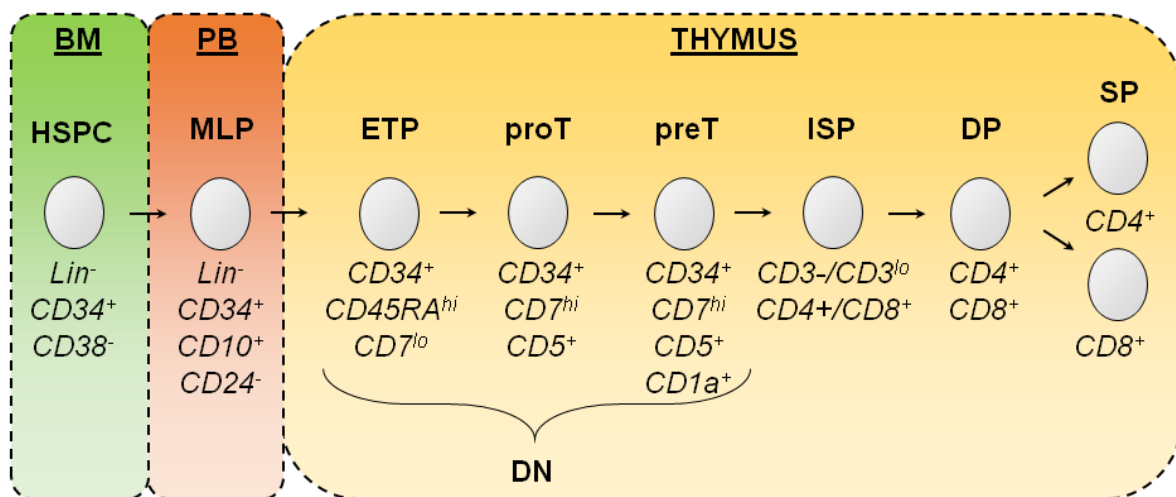 BM
PB
THYMUS
HSPC
MLP
ETP
proT
preT
ISP
DP
SP
Lin⁻
CD34⁺
CD38⁻
Lin⁻
CD34⁺
CD10⁺
CD24⁻
CD34⁺
CD45RAʰⁱ
CD7ˡᵒ
CD34⁺
CD7ʰⁱ
CD5⁺
CD34⁺
CD7ʰⁱ
CD5⁺
CD1a⁺
CD3-/CD3ˡᵒ
CD4+/CD8⁺
CD4⁺
CD8⁺
CD4⁺
CD8⁺
DN